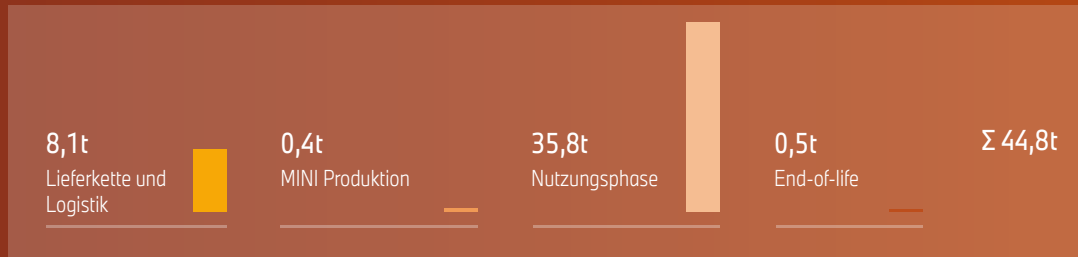 8,1t
Lieferkette und
Logistik
0,4t
MINI Produktion
35,8t
Nutzungsphase
0,5t
End-of-life
Σ 44,8t